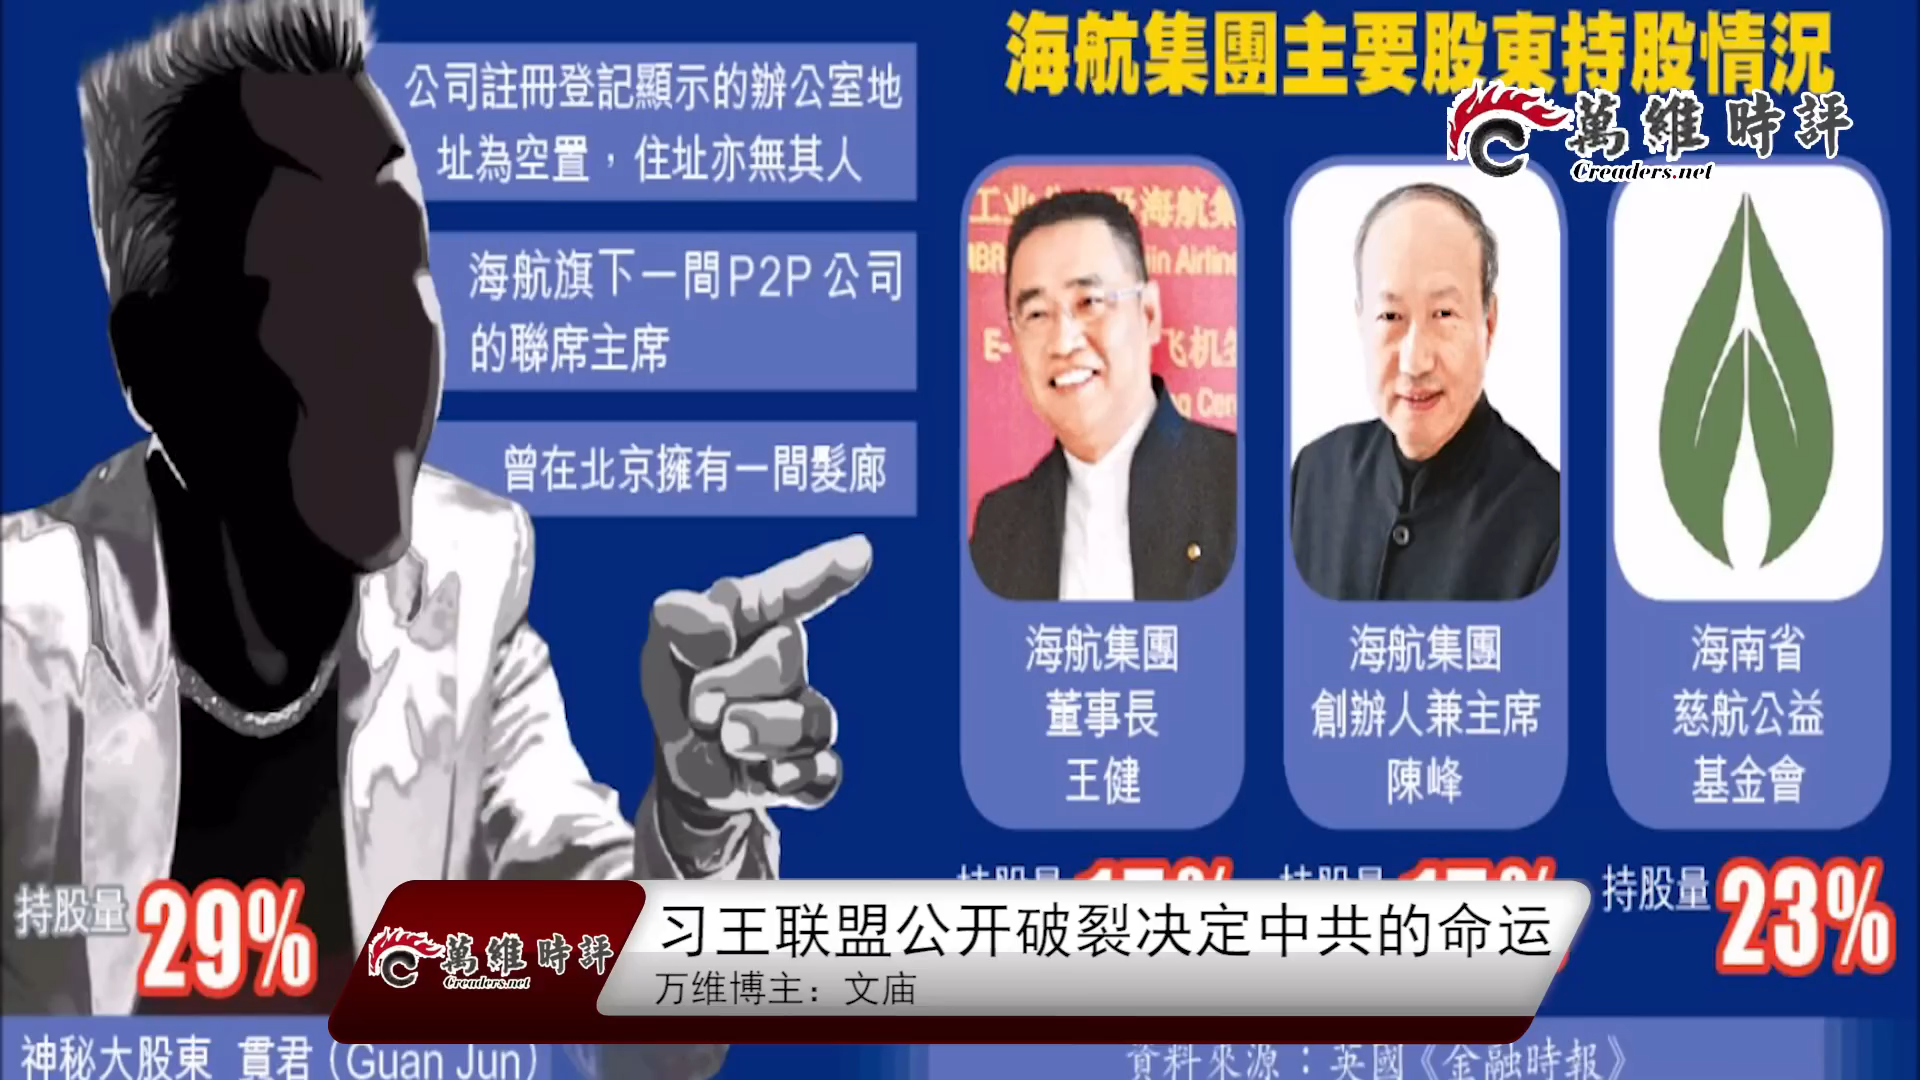 海航集團主要股東持股情況
萬維時評
Creaders.net
公司註冊登記顯示的辦公室地
址為空置，住址亦無其人
海航旗下一間P2P公司
的聯席主席
曾在北京擁有一間髮廊
持股量 29%
神秘大股東 貫君（Guan Jun）
海航集團
董事長
王健
海航集團
創辦人兼主席
陳峰
海南省
慈航公益
基金會
持股量 23%
萬維時評
Creaders.net
习王联盟公开破裂决定中共的命运
万维博主：文庙
資料來源：英國《金融時報》